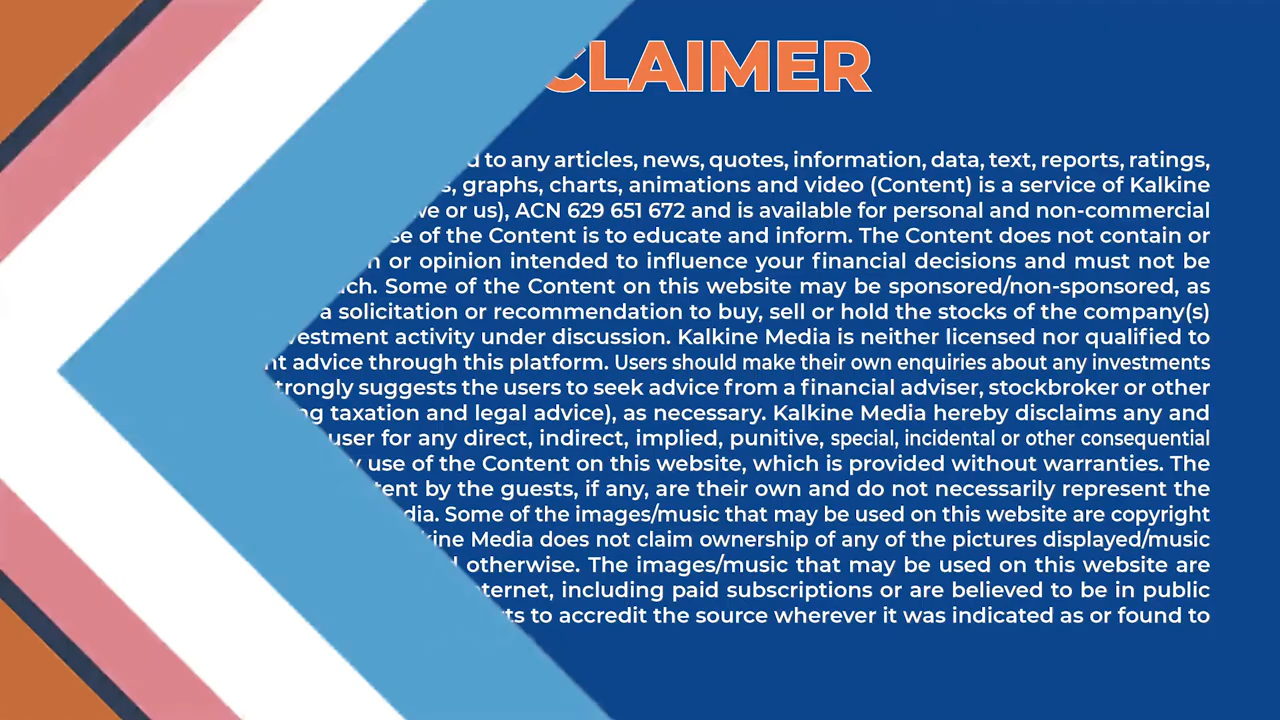 CLAIMER
to any articles, news, quotes, information, data, text, reports, ratings,
graphs, charts, animations and video (Content) is a service of Kalkine
or us), ACN 629 651 672 and is available for personal and non-commercial
of the Content is to educate and inform. The Content does not contain or
or opinion intended to influence your financial decisions and must not be
Some of the Content on this website may be sponsored/non-sponsored, as
a solicitation or recommendation to buy, sell or hold the stocks of the company(s)
vestment activity under discussion. Kalkine Media is neither licensed nor qualified to
advice through this platform. Users should make their own enquiries about any investments
trongly suggests the users to seek advice from a financial adviser, stockbroker or other
taxation and legal advice), as necessary. Kalkine Media hereby disclaims any and
user for any direct, indirect, implied, punitive, special, incidental or other consequential
use of the Content on this website, which is provided without warranties. The
tent by the guests, if any, are their own and do not necessarily represent the
dia. Some of the images/music that may be used on this website are copyright
kine Media does not claim ownership of any of the pictures displayed/music
otherwise. The images/music that may be used on this website are
ternet, including paid subscriptions or are believed to be in public
to accredit the source wherever it was indicated as or found to